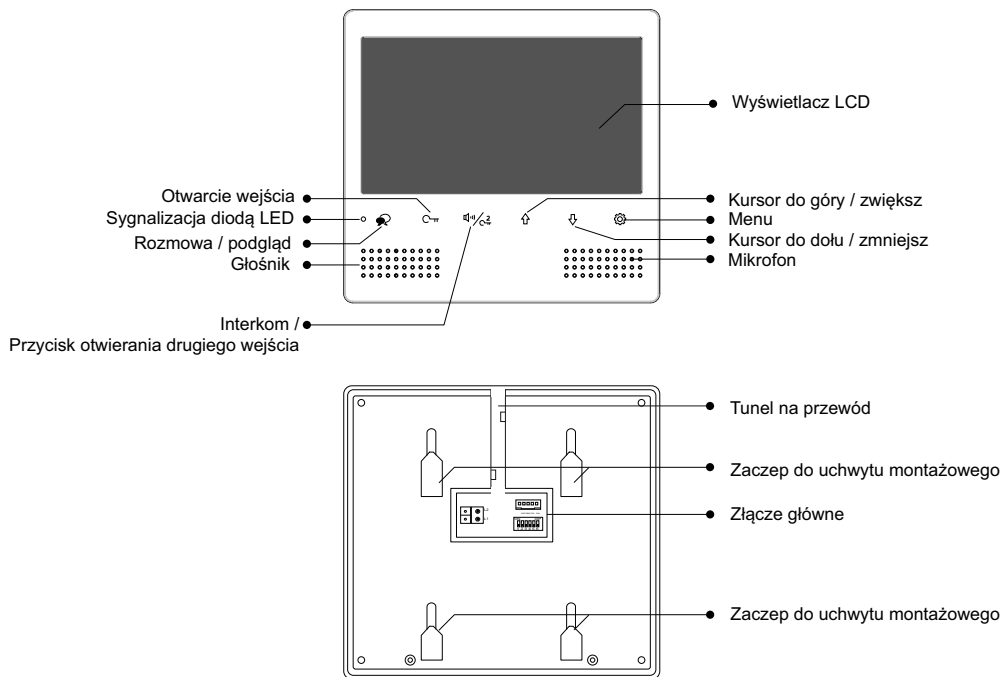 Wyświetlacz LCD
Otwarcie wejścia
Sygnalizacja diodą LED
Rozmowa / podgląd
Głośnik
Kursor do góry / zwiększ
Menu
Kursor do dołu / zmniejsz
Mikrofon
Interkom /
Przycisk otwierania drugiego wejścia
Tunel na przewód
Zaczep do uchwytu montażowego
Złącze główne
Zaczep do uchwytu montażowego